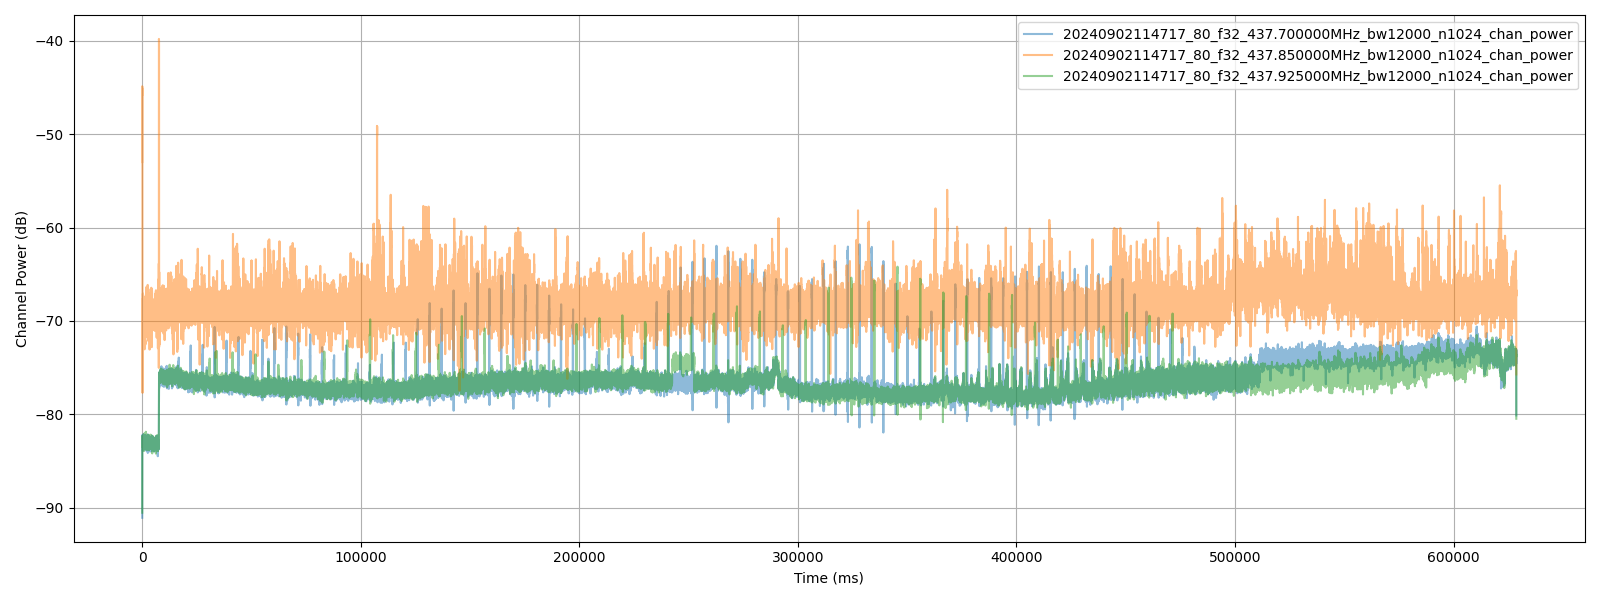 20240902114717_80_f32_437.700000MHz_bw12000_n1024_chan_power
20240902114717_80_f32_437.850000MHz_bw12000_n1024_chan_power
20240902114717_80_f32_437.925000MHz_bw12000_n1024_chan_power
Channel Power (dB)
−40
−50
−60
−70
−80
−90
0 100000 200000 300000 400000 500000 600000
Time (ms)